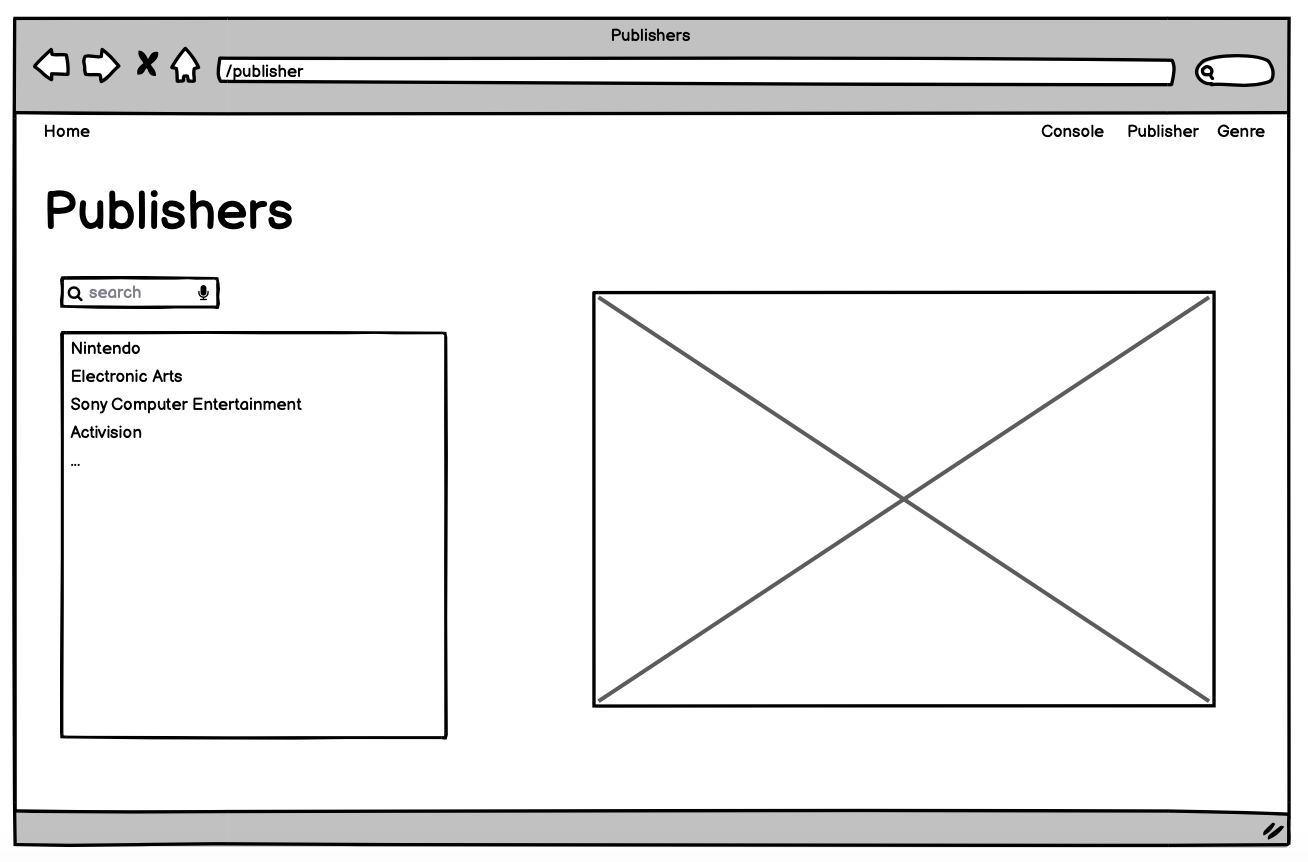 Publishers
/publisher
Home Console Publisher Genre
Publishers
search
Nintendo
Electronic Arts
Sony Computer Entertainment
Activision
...